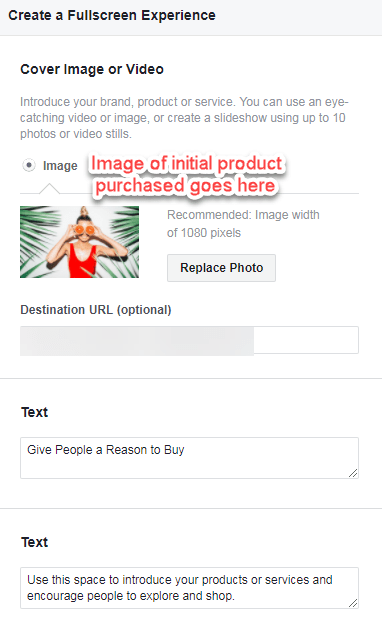 Create a Fullscreen Experience
Cover Image or Video
Introduce your brand, product or service. You can use an eye-
catching video or image, or create a slideshow using up to 10
photos or video stills.
Image
Image of initial product
purchased goes here
Recommended: Image width
of 1080 pixels
Replace Photo
Destination URL (optional)
Text
Give People a Reason to Buy
Text
Use this space to introduce your products or services and
encourage people to explore and shop.